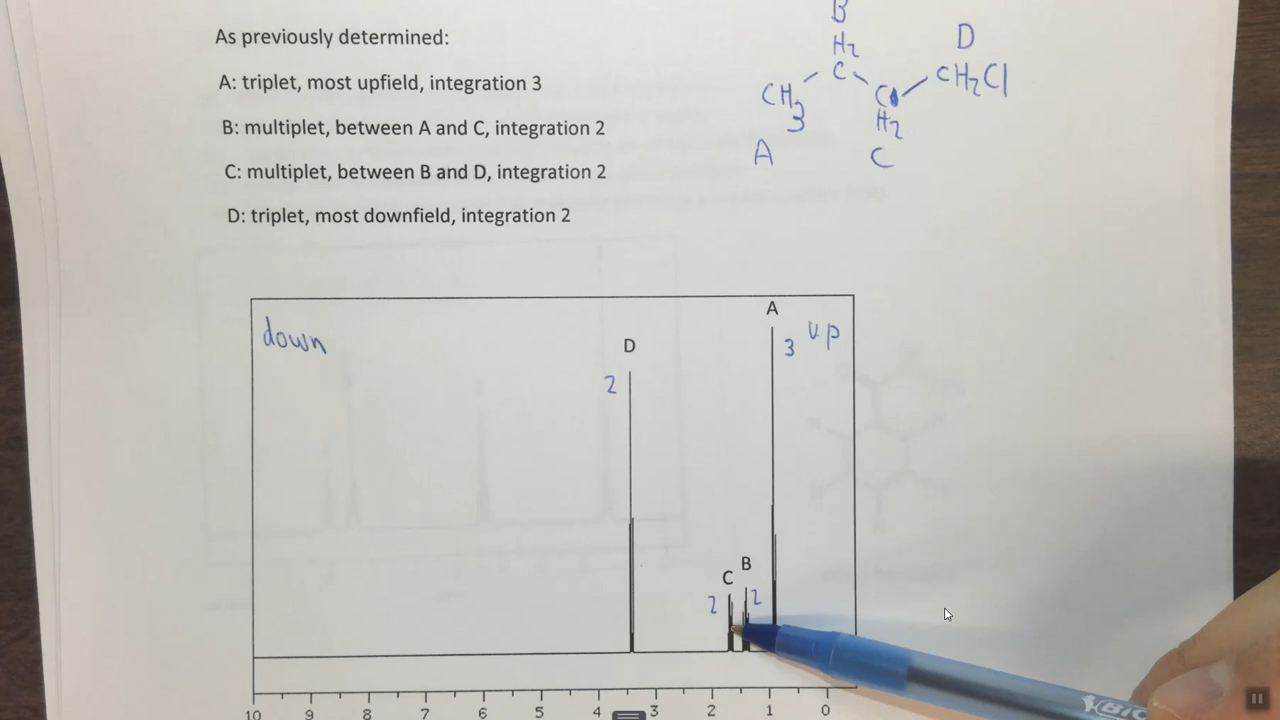 As previously determined:
A: triplet, most upfield, integration 3
B: multiplet, between A and C, integration 2
C: multiplet, between B and D, integration 2
D: triplet, most downfield, integration 2
B
H2
C
D
CH2Cl
CH3
C
H2
A
C
down
up
A
3
D
2
B
C
2
2
10 9 8 7 6 5 4 3 2 1 0
BIC